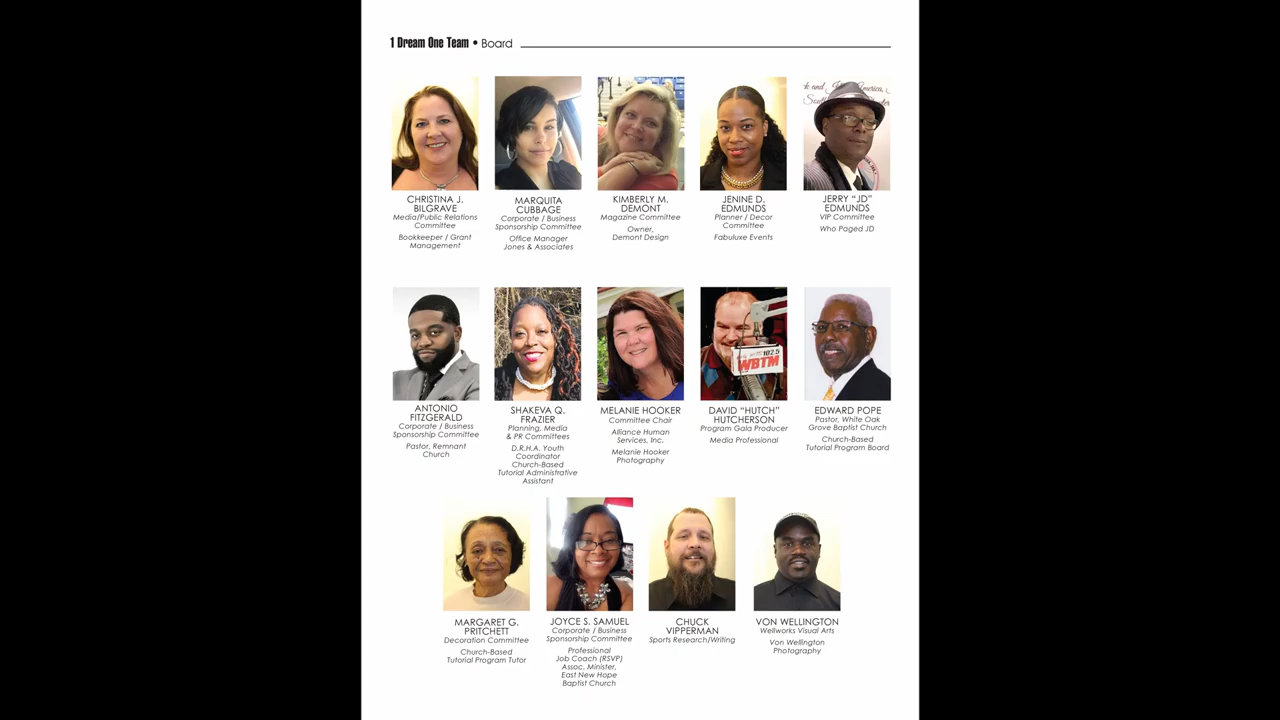 1 Dream One Team • Board
CHRISTINA J.
BILGRAVE
Media/Public Relations
Committee
Bookkeeper / Grant
Management
MARQUITA
CUBBAGE
Corporate / Business
Sponsorship Committee
Office Manager
Jones & Associates
KIMBERLY M.
DEMONT
Magazine Committee
Owner,
Demont Design
JENINE D.
EDMUNDS
Planner / Decor
Committee
Fabuluxe Events
JERRY "JD"
EDMUNDS
VIP Committee
Who Paged JD
ANTONIO
FITZGERALD
Corporate / Business
Sponsorship Committee
Pastor, Remnant
Church
SHAKEVA Q.
FRAZIER
Planning, Media
& PR Committees
D.R.H.A. Youth
Coordinator
Church-Based
Tutorial Administrative
Assistant
MELANIE HOOKER
Committee Chair
Alliance Human
Services, Inc.
Melanie Hooker
Photography
102.5
WBTM
DAVID "HUTCH"
HUTCHERSON
Program Gala Producer
Media Professional
EDWARD POPE
Pastor, White Oak
Grove Baptist Church
Church-Based
Tutorial Program Board
MARGARET G.
PRITCHETT
Decoration Committee
Church-Based
Tutorial Program Tutor
JOYCE S. SAMUEL
Corporate / Business
Sponsorship Committee
Professional
Job Coach (RSVP)
Assoc. Minister,
East New Hope
Baptist Church
CHUCK
VIPPERMAN
Sports Research/Writing
VON WELLINGTON
Wellworks Visual Arts
Von Wellington
Photography